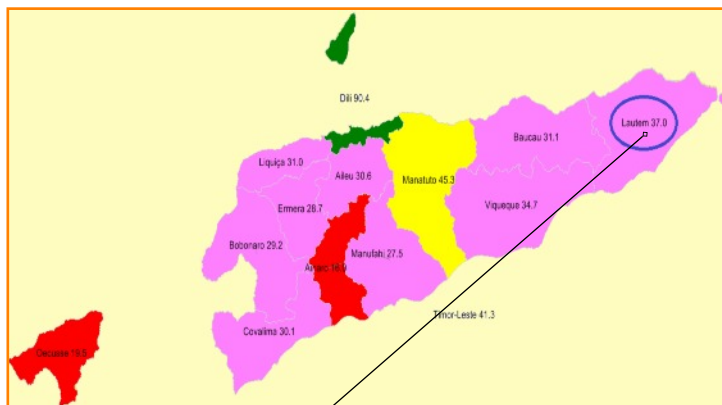 Dili 90.4
Lautem 37.0
Baucau 31.1
Liquiça 31.0
Aileu 30.6
Manatuto 45.3
Viqueque 34.7
Ermera 28.7
Bobonaro 29.2
Manufahi 27.5
Timor-Leste 41.3
Covalima 30.1